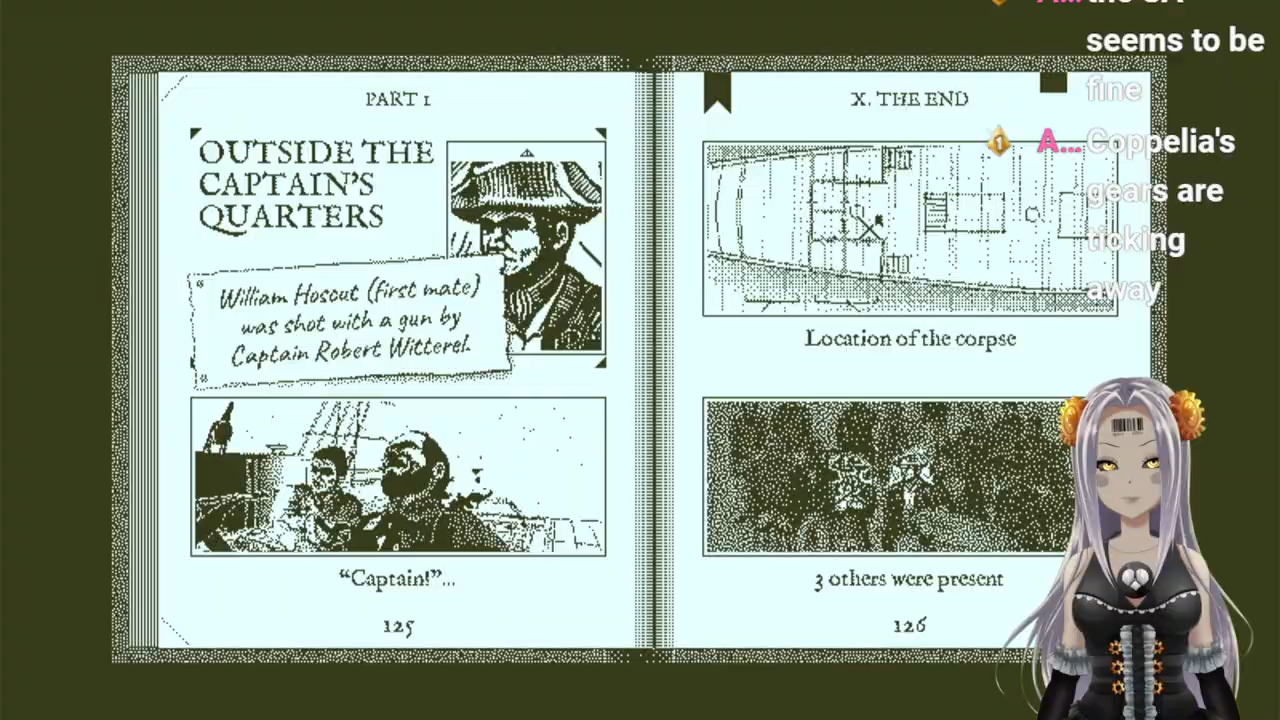 seems to be
fine
A... Coppelia's
gears are
ticking
away
PART 1
OUTSIDE THE
CAPTAIN'S
QUARTERS
William Hoscut (first mate)
was shot with a gun by
Captain Robert Witterel.
“Captain!”...
125
X. THE END
Location of the corpse
3 others were present
126